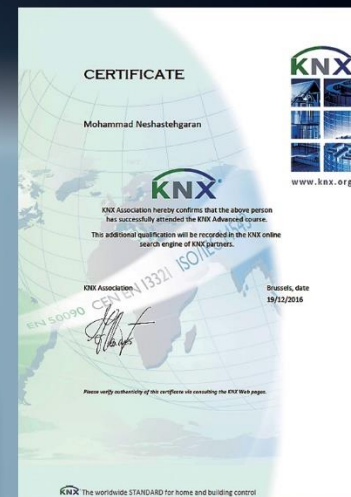 KNX
www.knx.org
CERTIFICATE
Mohammad Neshastehgaran
KNX
KNX Association hereby confirms that the above person
has successfully attended the KNX Advanced course.
This additional qualification will be recorded in the KNX online
search engine of KNX partners.
KNX Association
Brussels, date
19/12/2016
EN 50090 CEN EN 13321 ISO/IEC 14543
Please verify authenticity of this certificate via consulting the KNX Web pages.
KNX The worldwide STANDARD for home and building control